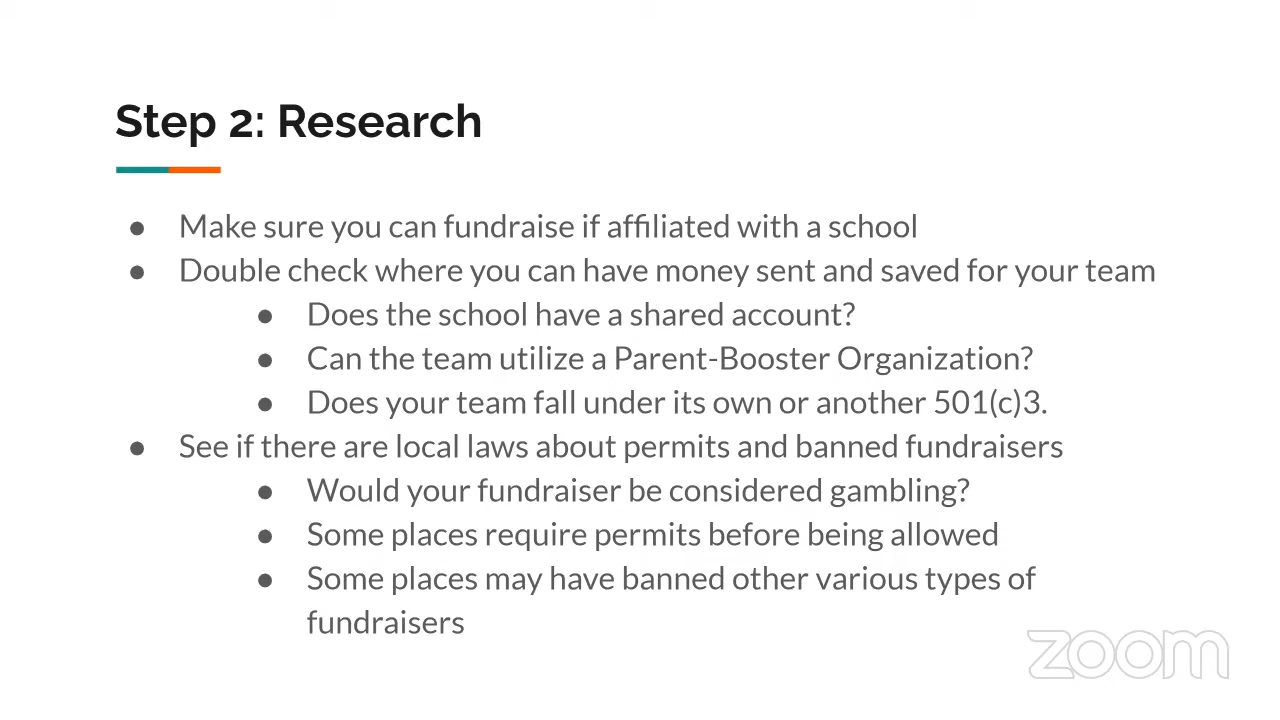 Step 2: Research
● Make sure you can fundraise if affiliated with a school
● Double check where you can have money sent and saved for your team
● Does the school have a shared account?
● Can the team utilize a Parent-Booster Organization?
● Does your team fall under its own or another 501(c)3.
● See if there are local laws about permits and banned fundraisers
● Would your fundraiser be considered gambling?
● Some places require permits before being allowed
● Some places may have banned other various types of
fundraisers
zoom